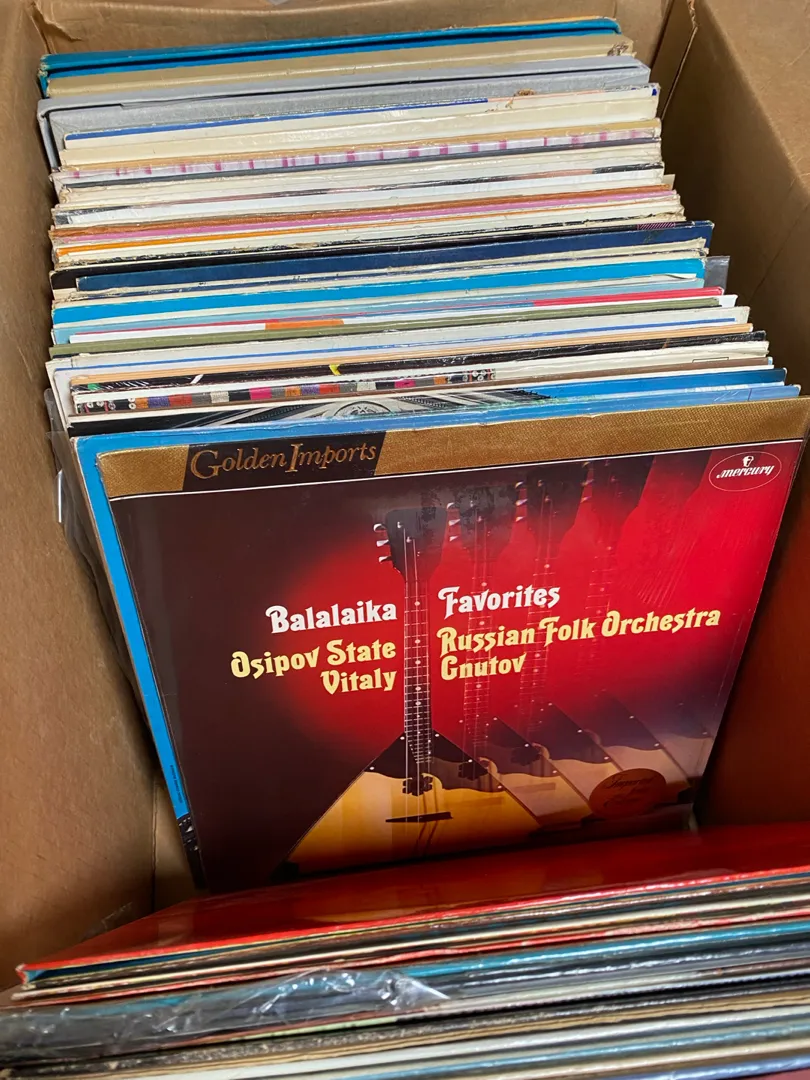 Golden Imports
mercury
Balalaika Favorites
Osipov State Russian Folk Orchestra
Vitaly Gnutov